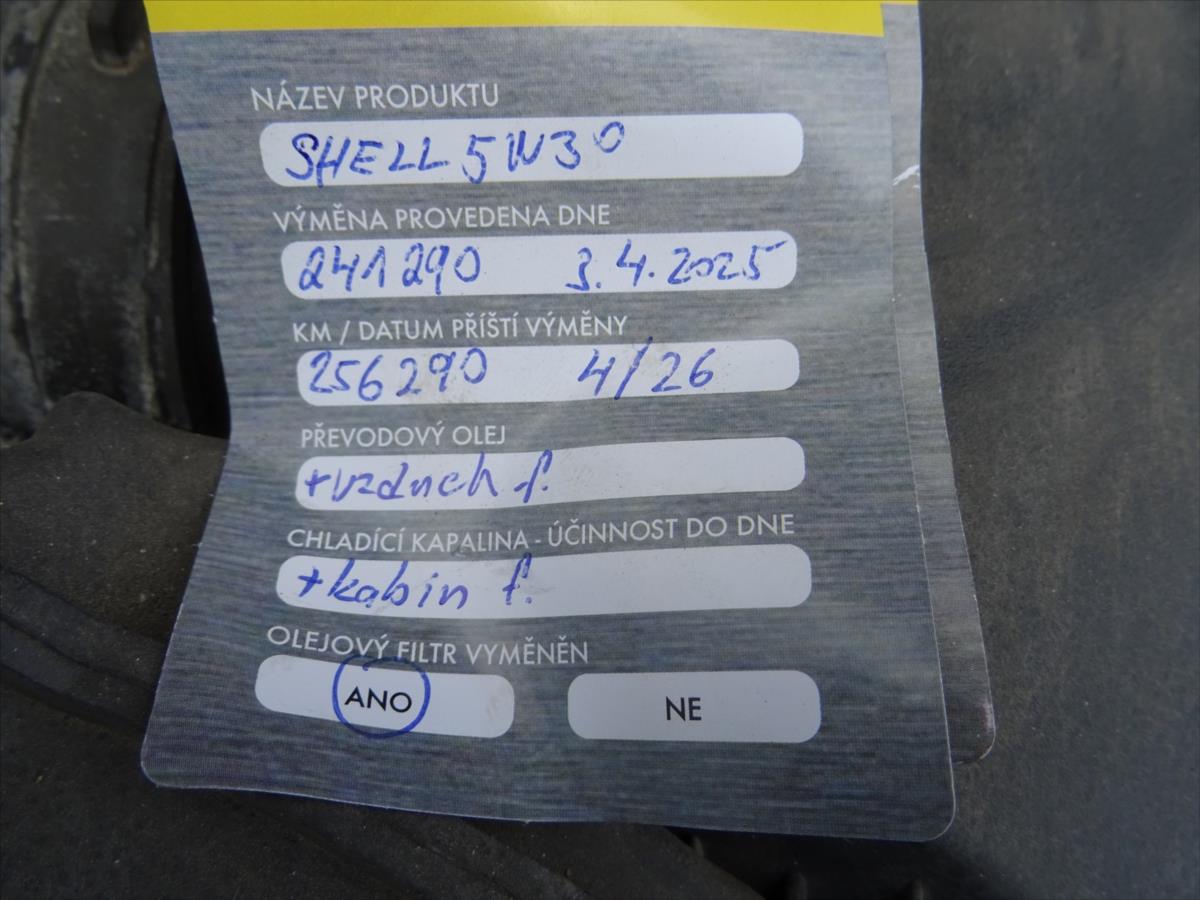 NÁZEV PRODUKTU
SHELL 5W30
VÝMĚNA PROVEDENA DNE
241290 3.4.2025
KM / DATUM PŘÍŠTÍ VÝMĚNY
256290 4/26
PŘEVODOVÝ OLEJ
+vzduch f.
CHLADÍCÍ KAPALINA - ÚČINNOST DO DNE
+kabin f.
OLEJOVÝ FILTR VYMĚNĚN
ANO NE